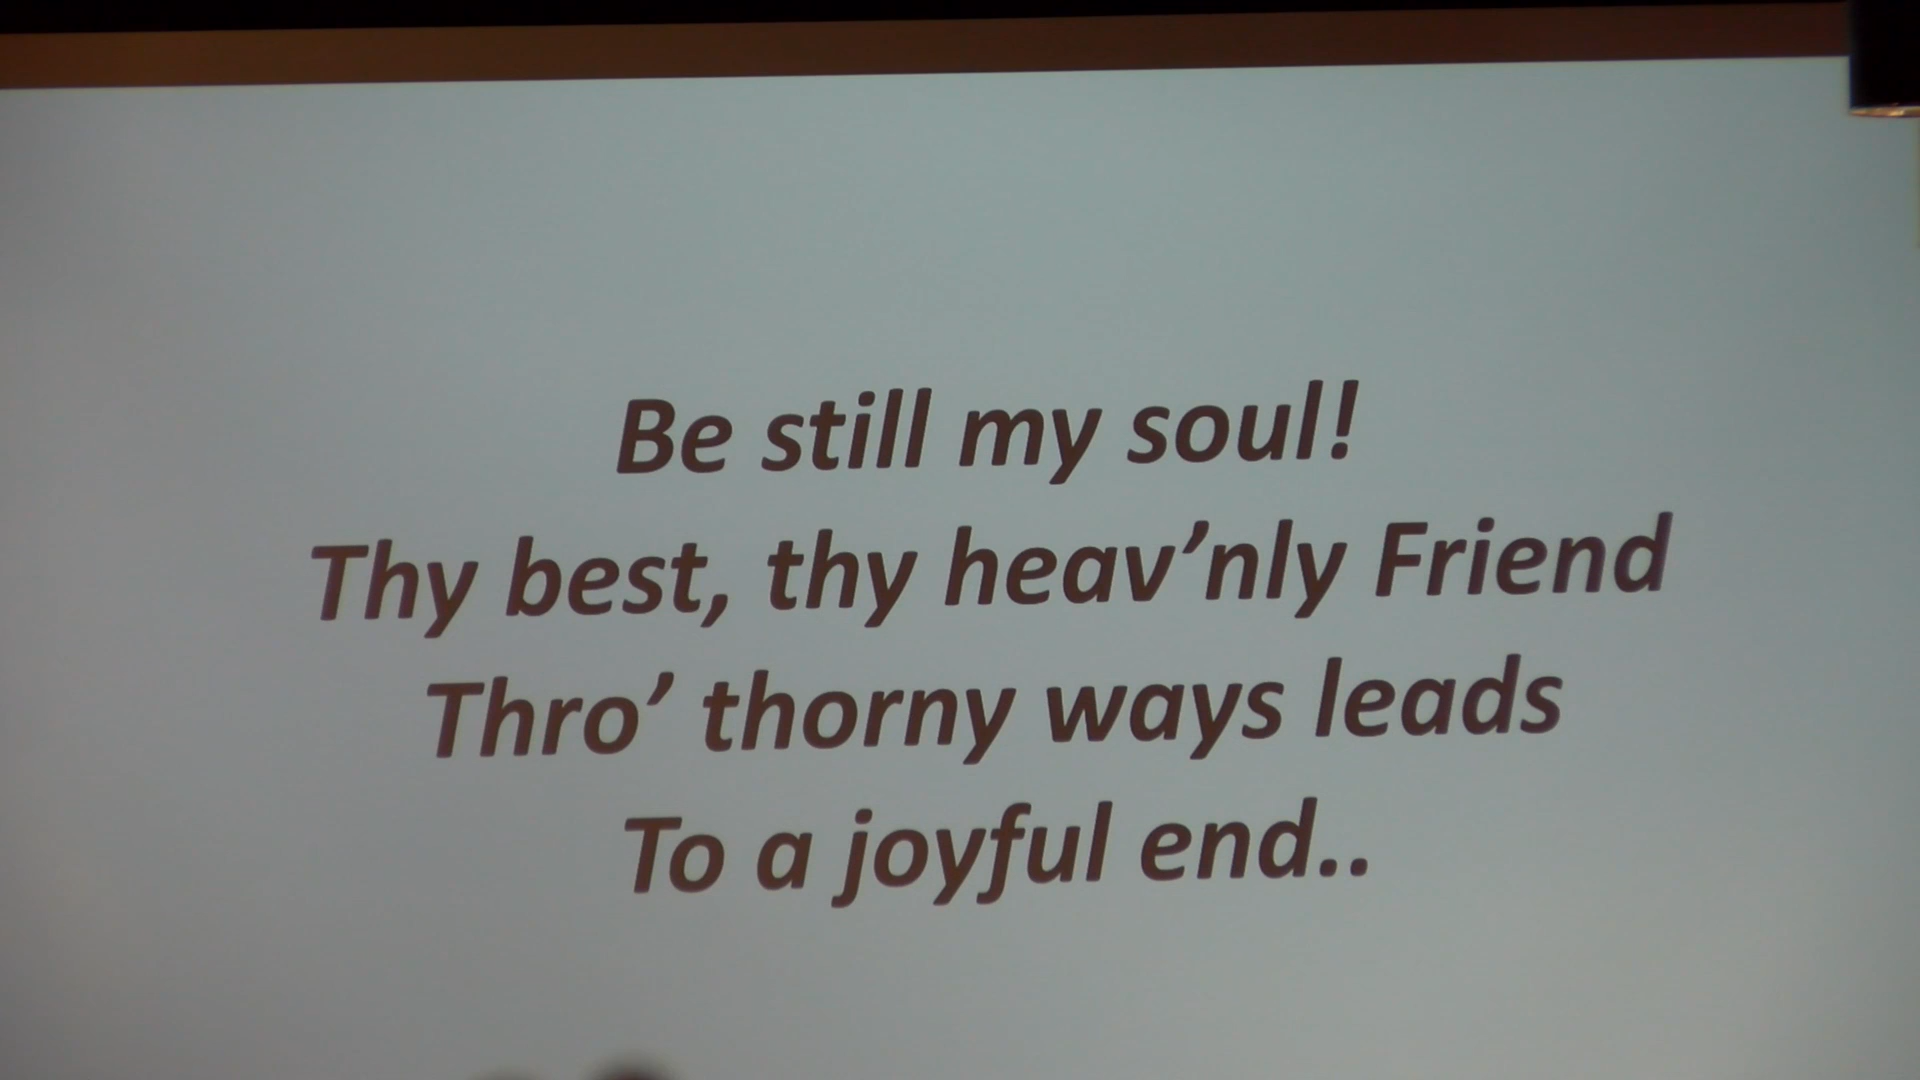 Be still my soul!
Thy best, thy heav’nly Friend
Thro’ thorny ways leads
To a joyful end..